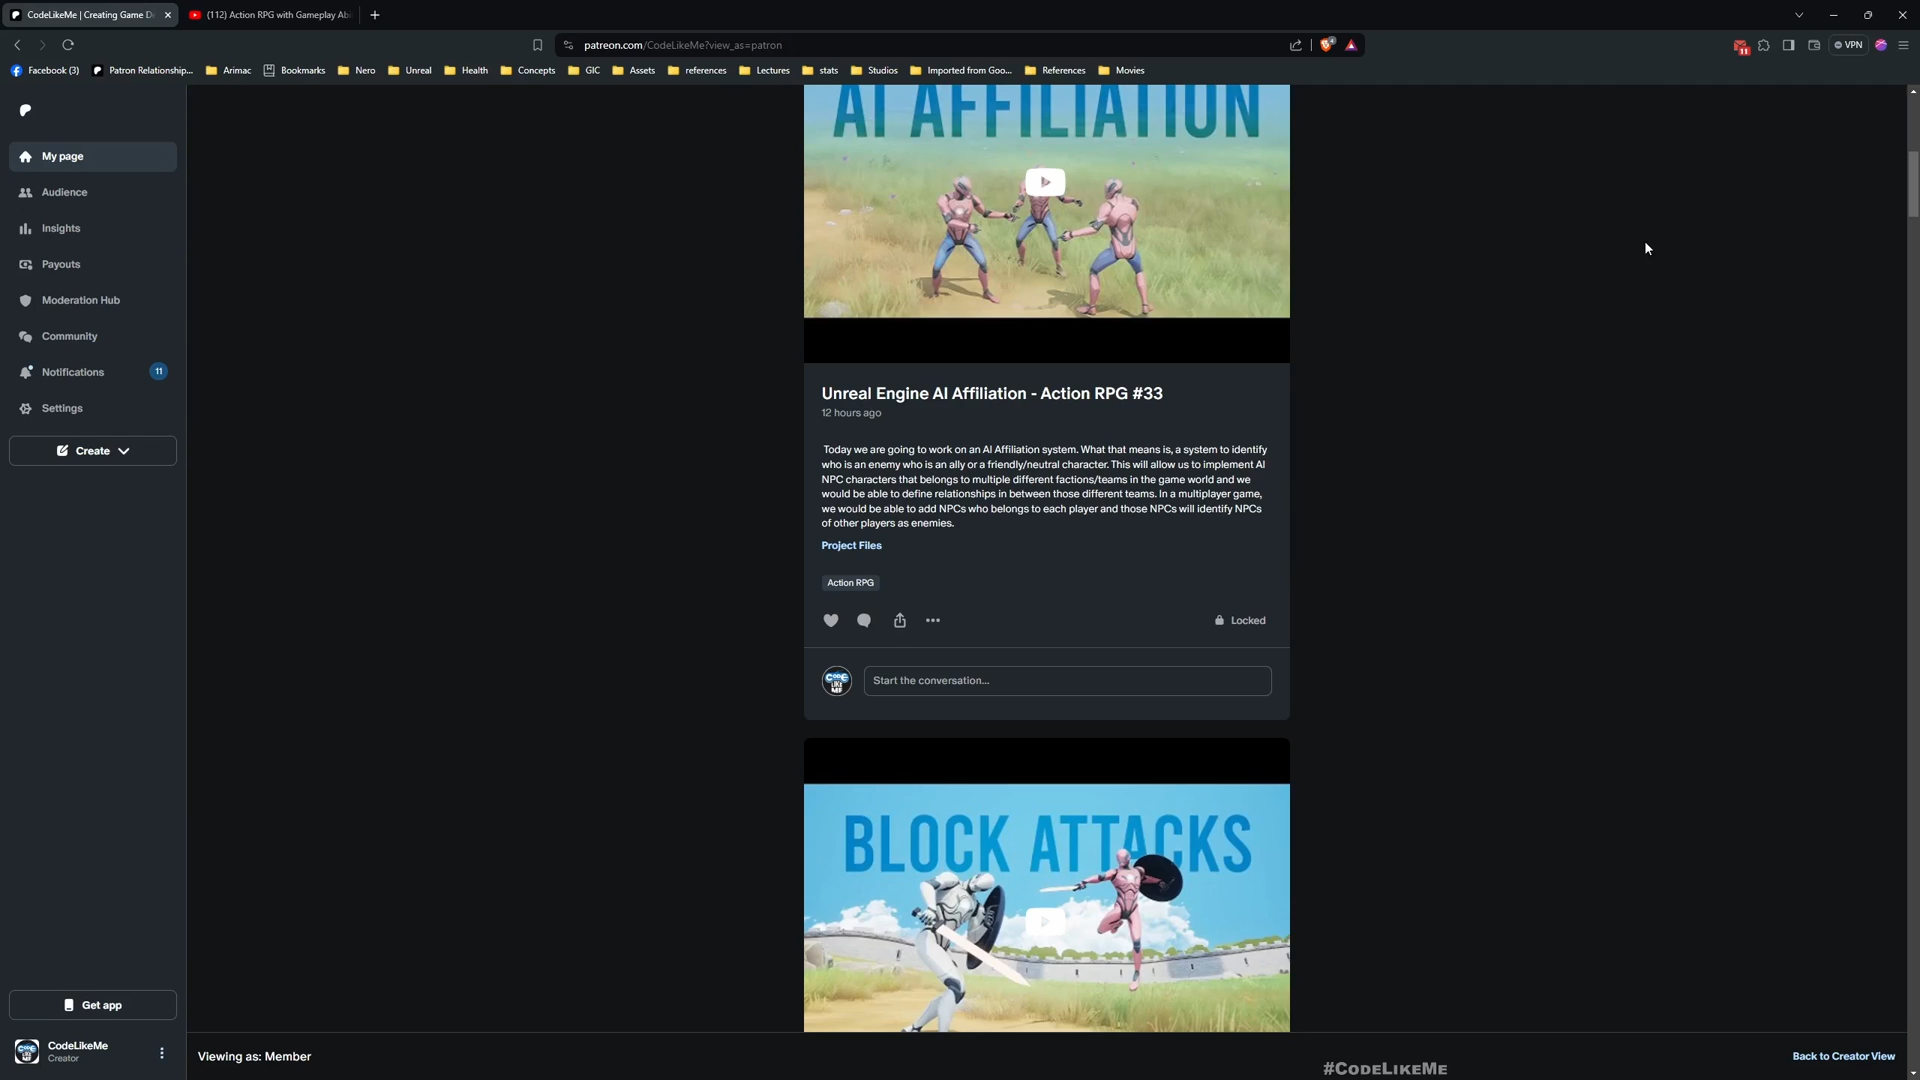 CodeLikeMe | Creating Game D
(112) Action RPG with Gameplay Abi
patreon.com/CodeLikeMe?view_as=patron
4
11
VPN
Facebook (3)
Patron Relationship...
Arimac
Bookmarks
Nero
Unreal
Health
Concepts
GIC
Assets
references
Lectures
stats
Studios
Imported from Goo...
References
Movies
My page
Audience
Insights
Payouts
Moderation Hub
Community
Notifications
11
Settings
Create
Get app
CodeLikeMe
Creator
AI AFFILIATION
Unreal Engine AI Affiliation - Action RPG #33
12 hours ago
Today we are going to work on an AI Affiliation system. What that means is, a system to identify
who is an enemy who is an ally or a friendly/neutral character. This will allow us to implement AI
NPC characters that belongs to multiple different factions/teams in the game world and we
would be able to define relationships in between those different teams. In a multiplayer game,
we would be able to add NPCs who belongs to each player and those NPCs will identify NPCs
of other players as enemies.
Project Files
Action RPG
Locked
CODE
LIKE
ME
Start the conversation...
BLOCK ATTACKS
Viewing as: Member
Back to Creator View
#CODELIKEME